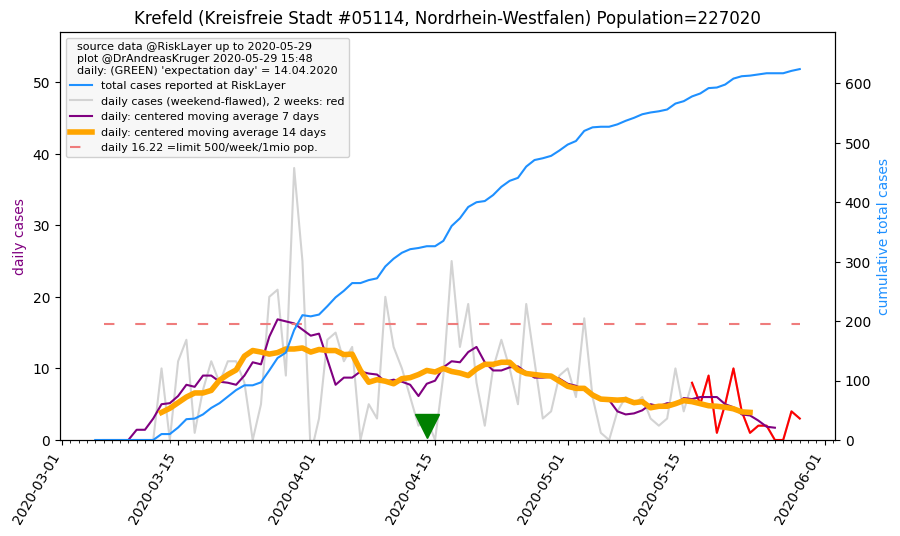 Krefeld (Kreisfreie Stadt #05114, Nordrhein-Westfalen) Population=227020
source data @RiskLayer up to 2020-05-29
plot @DrAndreasKruger 2020-05-29 15:48
daily: (GREEN) 'expectation day' = 14.04.2020
total cases reported at RiskLayer
daily cases (weekend-flawed), 2 weeks: red
daily: centered moving average 7 days
daily: centered moving average 14 days
daily 16.22 =limit 500/week/1mio pop.
daily cases
50
40
30
20
10
0
cumulative total cases
600
500
400
300
200
100
0
2020-03-01
2020-03-15
2020-04-01
2020-04-15
2020-05-01
2020-05-15
2020-06-01